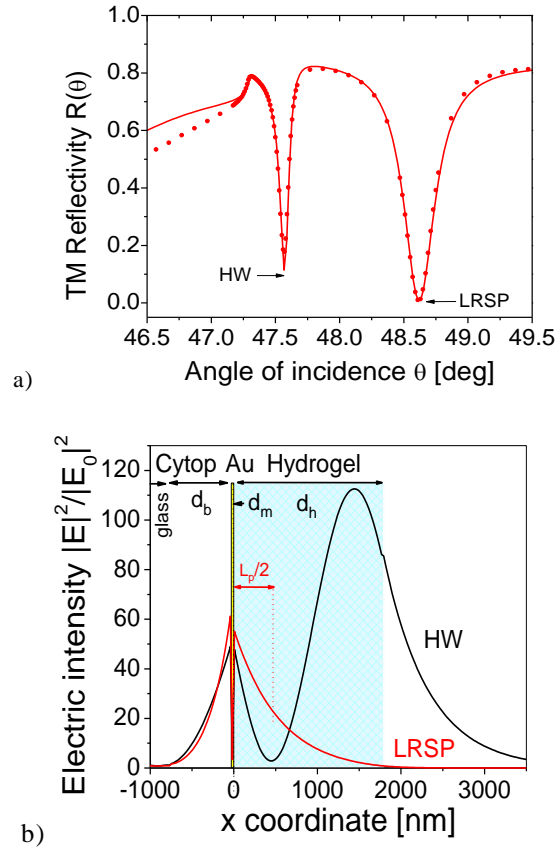 TM Reflectivity R(θ)
1.0
0.8
0.6
0.4
0.2
0.0
HW
LRSP
46.5 47.0 47.5 48.0 48.5 49.0 49.5
Angle of incidence θ [deg]
a)
Electric intensity |E|²/|E₀|²
120
100
80
60
40
20
0
Cytop Au Hydrogel
glass
d_b
d_m
d_h
L_p/2
HW
LRSP
-1000 0 1000 2000 3000
x coordinate [nm]
b)